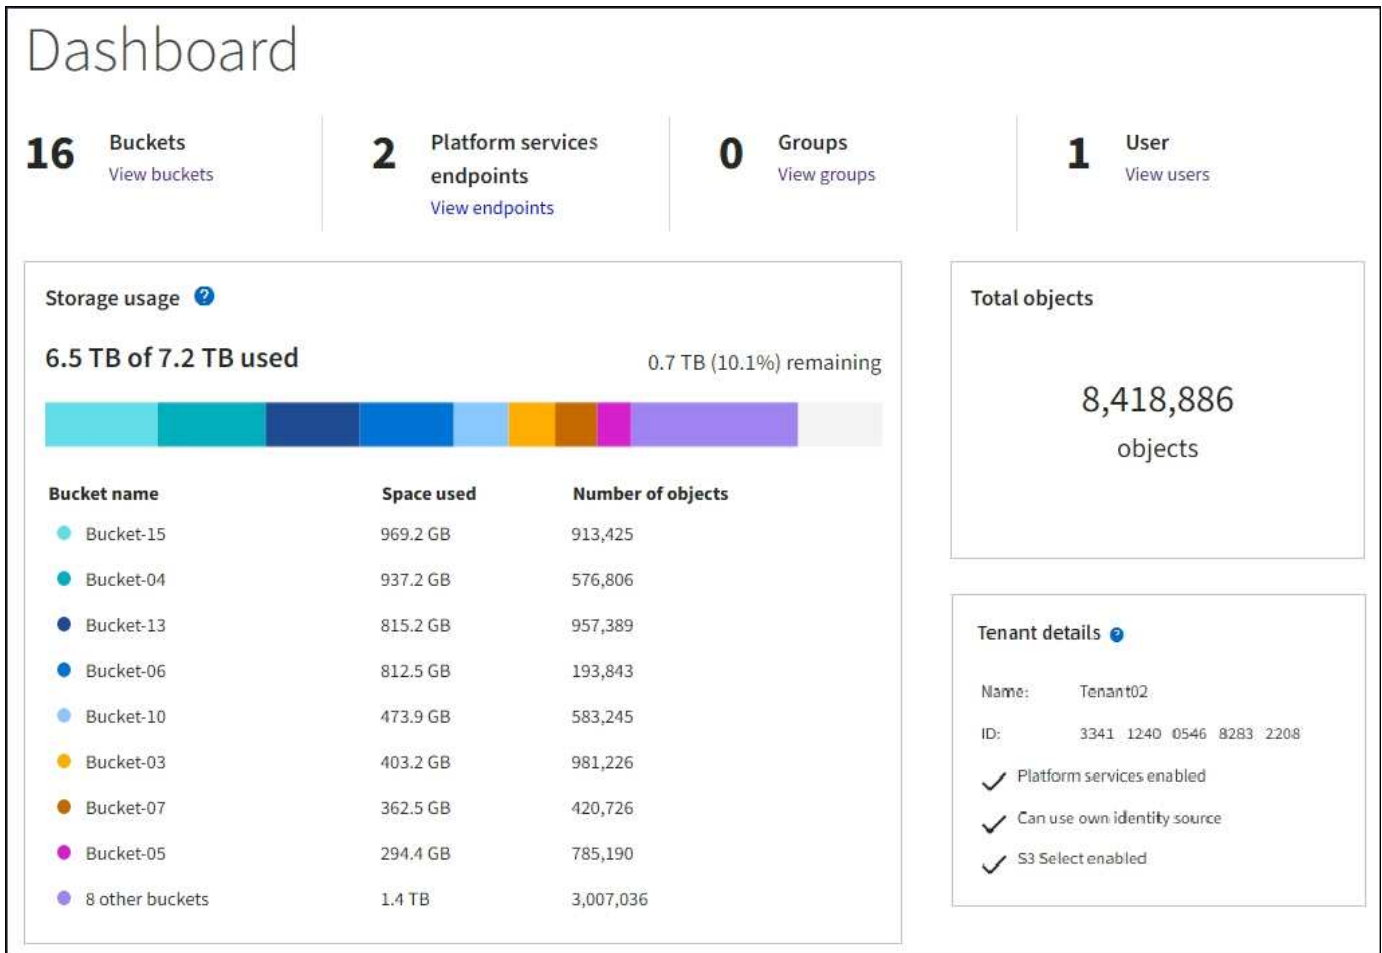 Dashboard
16 Buckets
View buckets
2 Platform services
endpoints
View endpoints
0 Groups
View groups
1 User
View users
Storage usage ?
6.5 TB of 7.2 TB used
0.7 TB (10.1%) remaining
Bucket name Space used Number of objects
Bucket-15 969.2 GB 913,425
Bucket-04 937.2 GB 576,806
Bucket-13 815.2 GB 957,389
Bucket-06 812.5 GB 193,843
Bucket-10 473.9 GB 583,245
Bucket-03 403.2 GB 981,226
Bucket-07 362.5 GB 420,726
Bucket-05 294.4 GB 785,190
8 other buckets 1.4 TB 3,007,036
Total objects
8,418,886
objects
Tenant details ?
Name: Tenant02
ID: 3341 1240 0546 8283 2208
Platform services enabled
Can use own identity source
S3 Select enabled